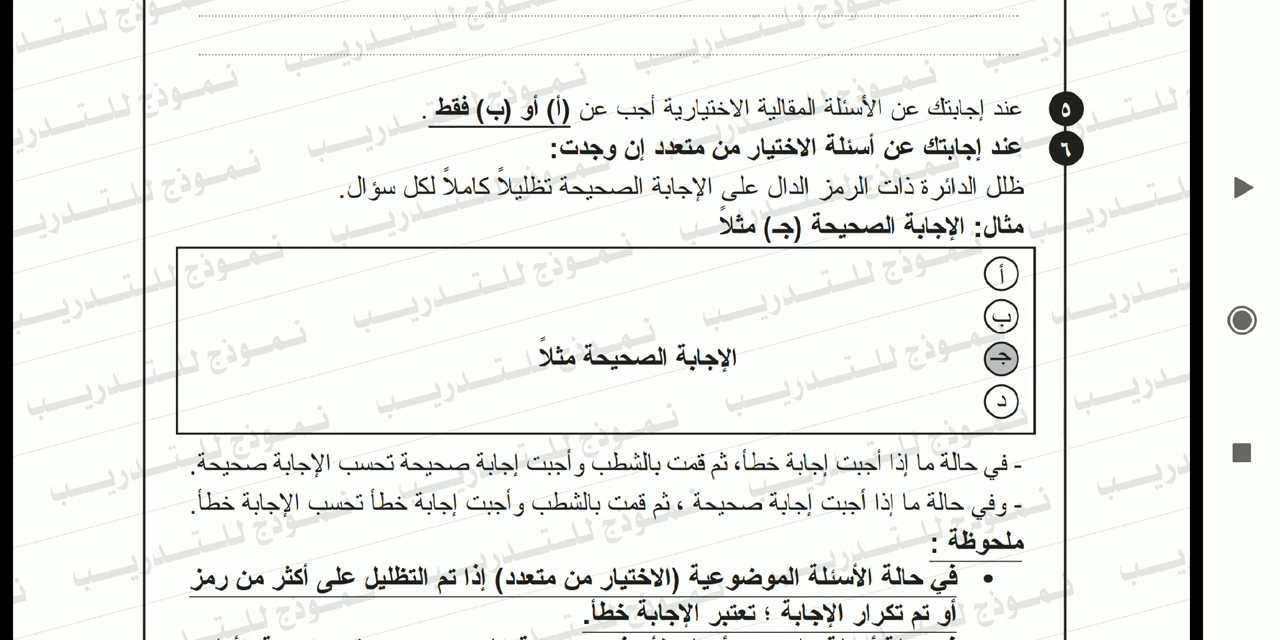 ٥ عند إجابتك عن الأسئلة المقالية الاختيارية أجب عن (أ) أو (ب) فقط .
٦ عند إجابتك عن أسئلة الاختيار من متعدد إن وجدت:
ظلل الدائرة ذات الرمز الدال على الإجابة الصحيحة تظليلاً كاملاً لكل سؤال.
مثال: الإجابة الصحيحة (جـ) مثلاً
أ
ب
جـ الإجابة الصحيحة مثلاً
د
- في حالة ما إذا أجبت إجابة خطأ، ثم قمت بالشطب وأجبت إجابة صحيحة تحسب الإجابة صحيحة.
- وفي حالة ما إذا أجبت إجابة صحيحة ، ثم قمت بالشطب وأجبت إجابة خطأ تحسب الإجابة خطأ.
ملحوظة :
• في حالة الأسئلة الموضوعية (الاختيار من متعدد) إذا تم التظليل على أكثر من رمز
أو تم تكرار الإجابة ؛ تعتبر الإجابة خطأ.
نموذج للتدريب